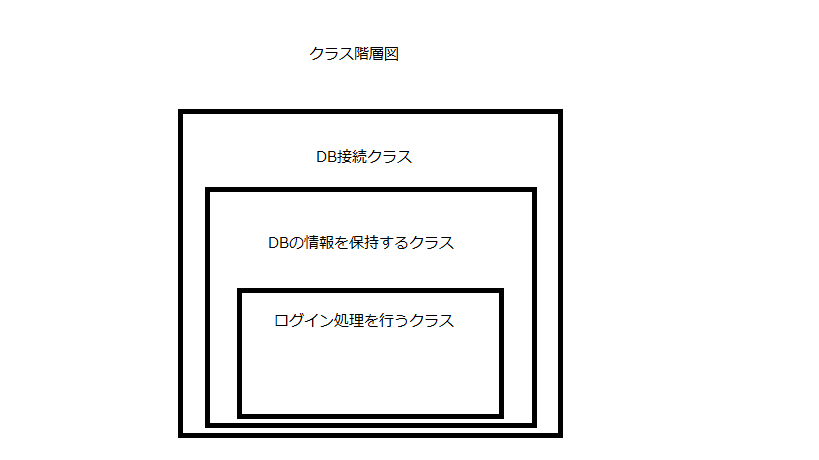 クラス階層図
DB接続クラス
DBの情報を保持するクラス
ログイン処理を行うクラス